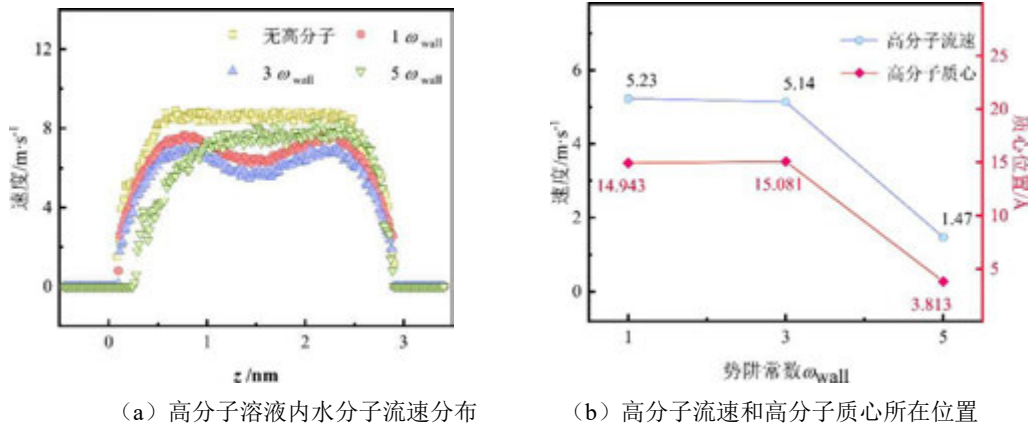 无高分子
1 ω wall
3 ω wall
5 ω wall
12
8
4
0
速度/m·s⁻¹
0
1
2
3
z /nm
(a) 高分子溶液内水分子流速分布
高分子流速
高分子质心
5.23
5.14
1.47
14.943
15.081
3.813
6
4
2
0
速度/m·s⁻¹
25
20
15
10
5
质心位置/Å
1
3
5
势阱常数ωwall
(b) 高分子流速和高分子质心所在位置